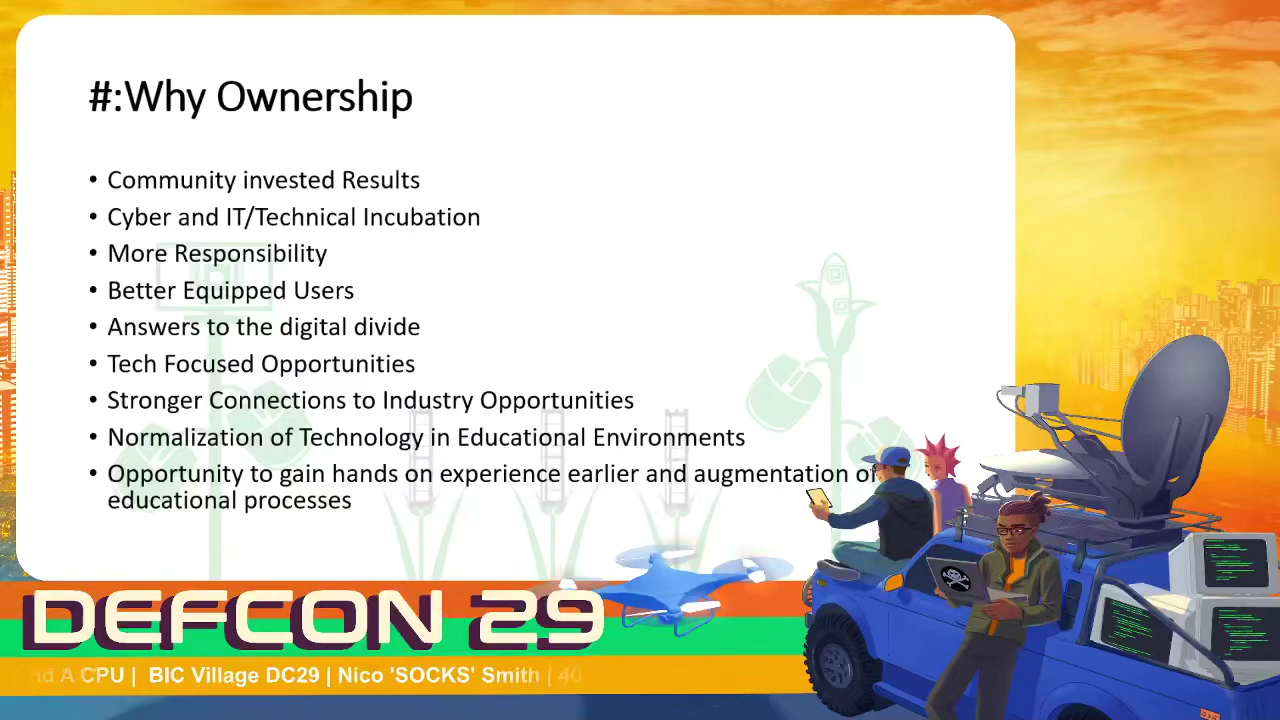 #:Why Ownership
• Community invested Results
• Cyber and IT/Technical Incubation
• More Responsibility
• Better Equipped Users
• Answers to the digital divide
• Tech Focused Opportunities
• Stronger Connections to Industry Opportunities
• Normalization of Technology in Educational Environments
• Opportunity to gain hands on experience earlier and augmentation of
educational processes
DEFCON 29
A CPU | BIC Village DC29 | Nico 'SOCKS' Smith | 40